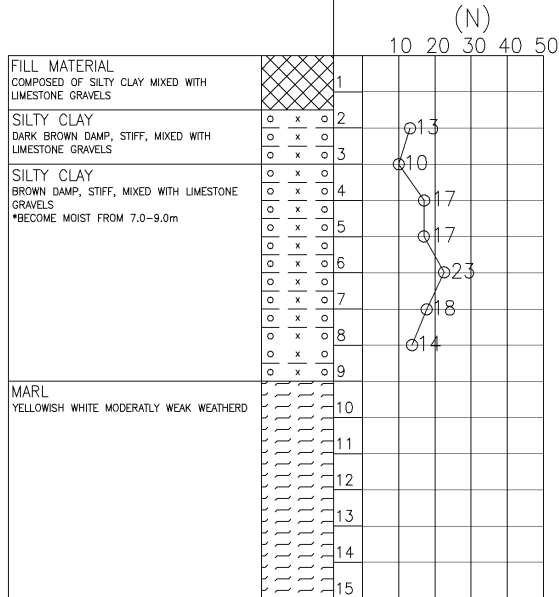 (N)
10 20 30 40 50
FILL MATERIAL
COMPOSED OF SILTY CLAY MIXED WITH
LIMESTONE GRAVELS
1
SILTY CLAY
DARK BROWN DAMP, STIFF, MIXED WITH
LIMESTONE GRAVELS
2
13
3
10
SILTY CLAY
BROWN DAMP, STIFF, MIXED WITH LIMESTONE
GRAVELS
*BECOME MOIST FROM 7.0-9.0m
4
17
5
17
6
23
7
18
8
14
9
MARL
YELLOWISH WHITE MODERATLY WEAK WEATHERD
10
11
12
13
14
15